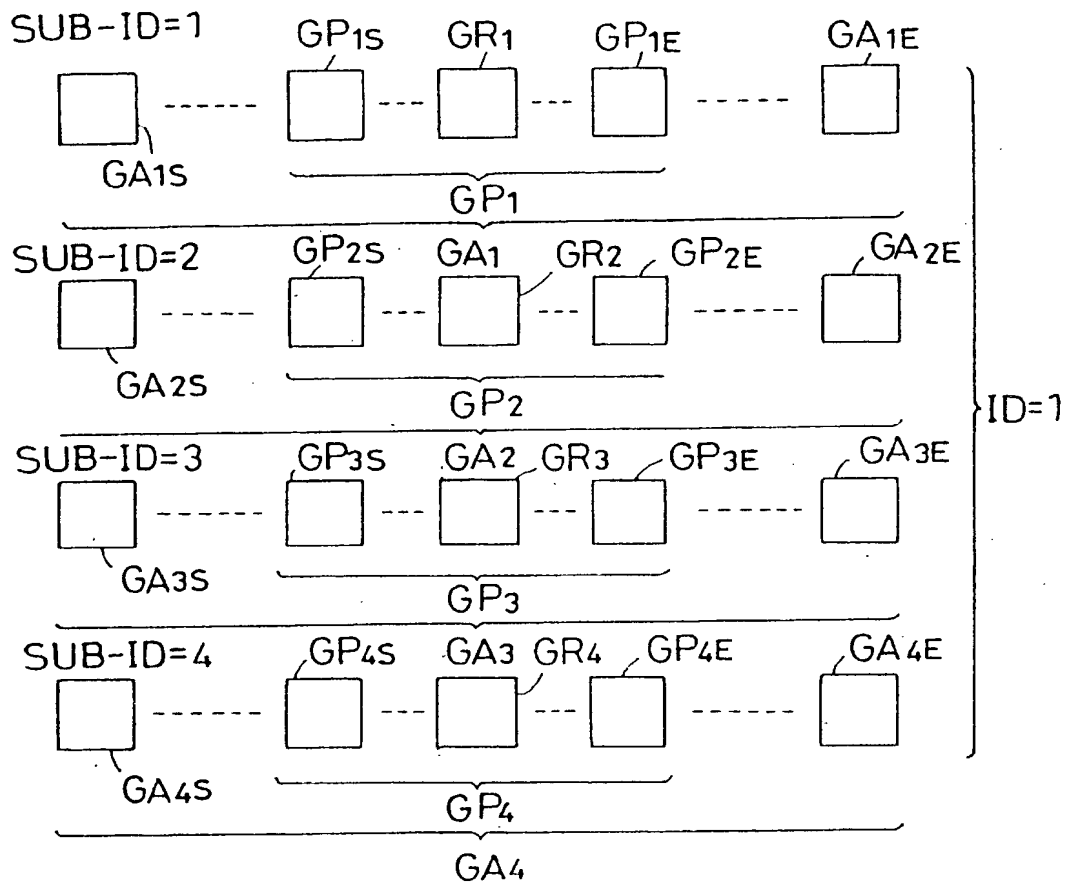 SUB-ID=1
GP1S GR1 GP1E GA1E
GA1S
GP1
SUB-ID=2 GP2S GA1 GR2 GP2E GA2E
GA2S
GP2
ID=1
SUB-ID=3 GP3S GA2 GR3 GP3E GA3E
GA3S
GP3
SUB-ID=4 GP4S GA3 GR4 GP4E GA4E
GA4S
GP4
GA4